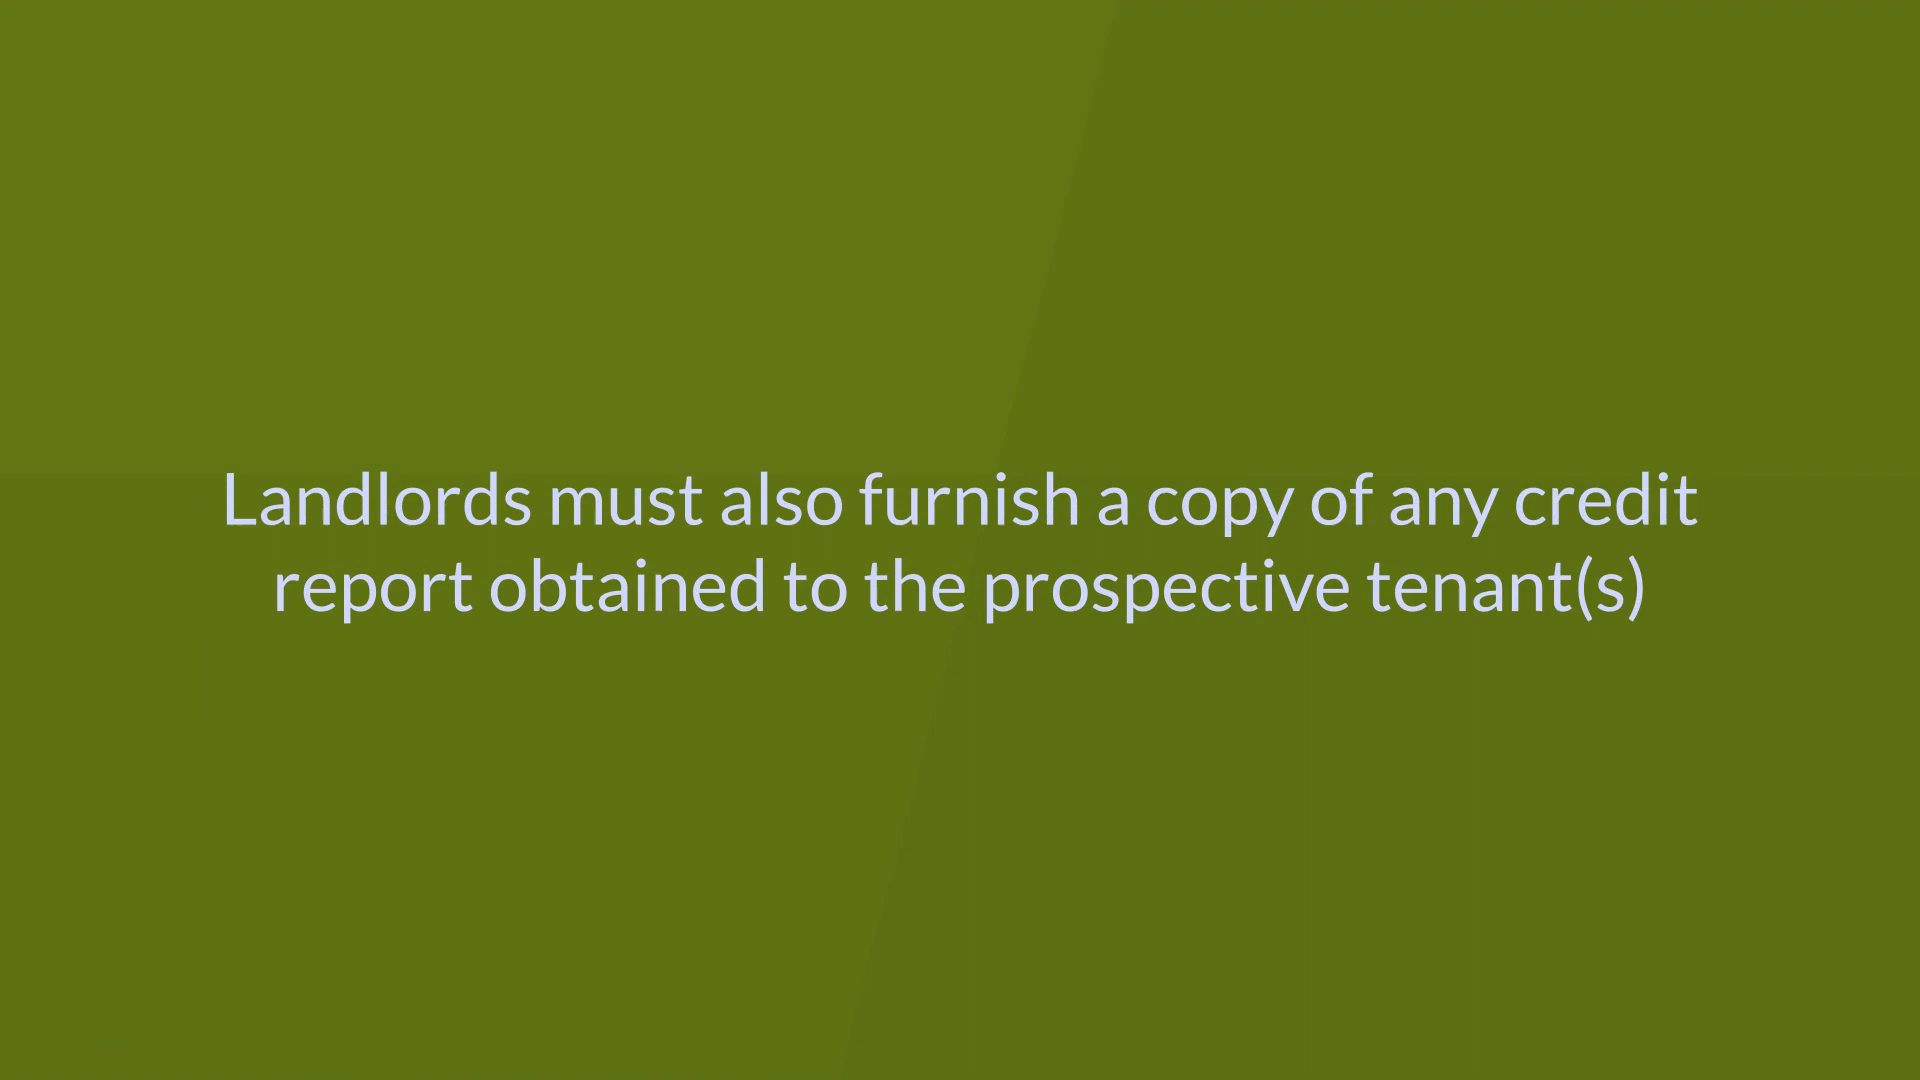 Landlords must also furnish a copy of any credit
report obtained to the prospective tenant(s)